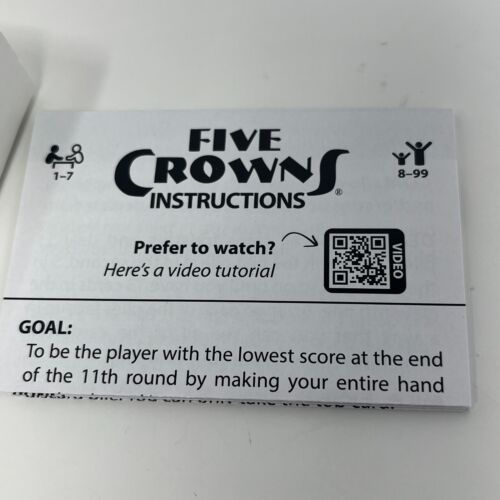 FIVE
CROWNS®
INSTRUCTIONS
1–7
8–99
Prefer to watch?
Here's a video tutorial
VIDEO
GOAL:
To be the player with the lowest score at the end
of the 11th round by making your entire hand